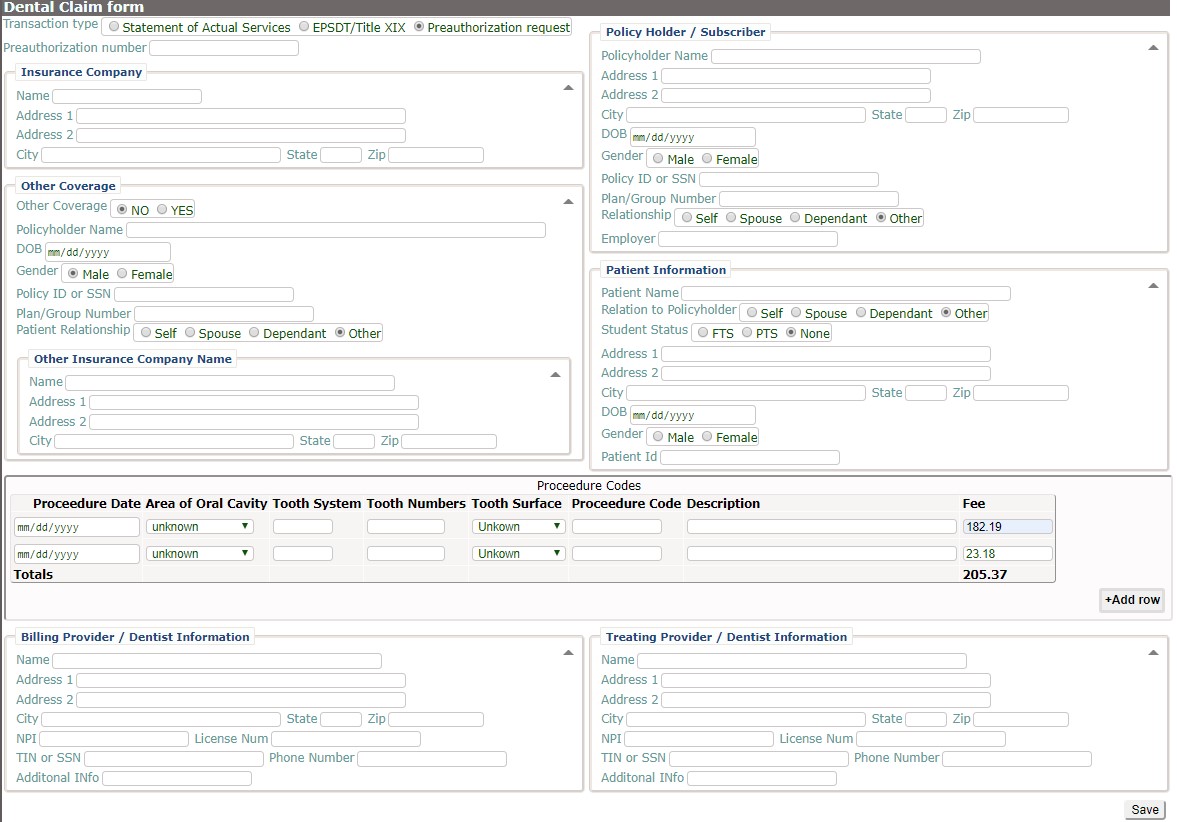 Dental Claim form
Transaction type Statement of Actual Services EPSDT/Title XIX Preauthorization request
Preauthorization number
Insurance Company
Name
Address 1
Address 2
City State Zip
Other Coverage
Other Coverage NO YES
Policyholder Name
DOB mm/dd/yyyy
Gender Male Female
Policy ID or SSN
Plan/Group Number
Patient Relationship Self Spouse Dependant Other
Other Insurance Company Name
Name
Address 1
Address 2
City State Zip
Policy Holder / Subscriber
Policyholder Name
Address 1
Address 2
City State Zip
DOB mm/dd/yyyy
Gender Male Female
Policy ID or SSN
Plan/Group Number
Relationship Self Spouse Dependant Other
Employer
Patient Information
Patient Name
Relation to Policyholder Self Spouse Dependant Other
Student Status FTS PTS None
Address 1
Address 2
City State Zip
DOB mm/dd/yyyy
Gender Male Female
Patient Id
Proceedure Codes
Proceedure Date Area of Oral Cavity Tooth System Tooth Numbers Tooth Surface Proceedure Code Description Fee
mm/dd/yyyy unknown Unkown 182.19
mm/dd/yyyy unknown Unkown 23.18
Totals 205.37
+Add row
Billing Provider / Dentist Information
Name
Address 1
Address 2
City State Zip
NPI License Num
TIN or SSN Phone Number
Additonal INfo
Treating Provider / Dentist Information
Name
Address 1
Address 2
City State Zip
NPI License Num
TIN or SSN Phone Number
Additonal INfo
Save